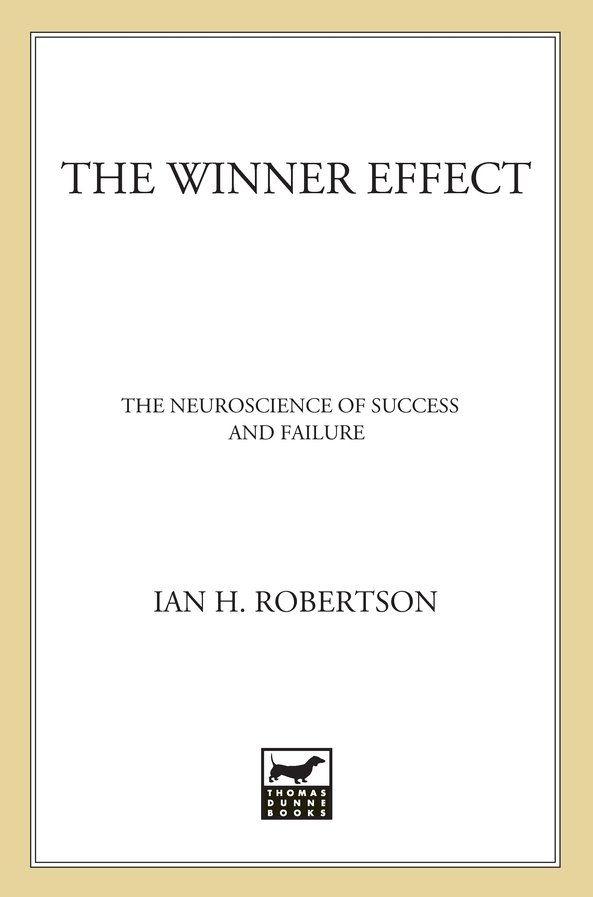 THE WINNER EFFECT
THE NEUROSCIENCE OF SUCCESS
AND FAILURE
IAN H. ROBERTSON
THOMAS
DUNNE
BOOKS